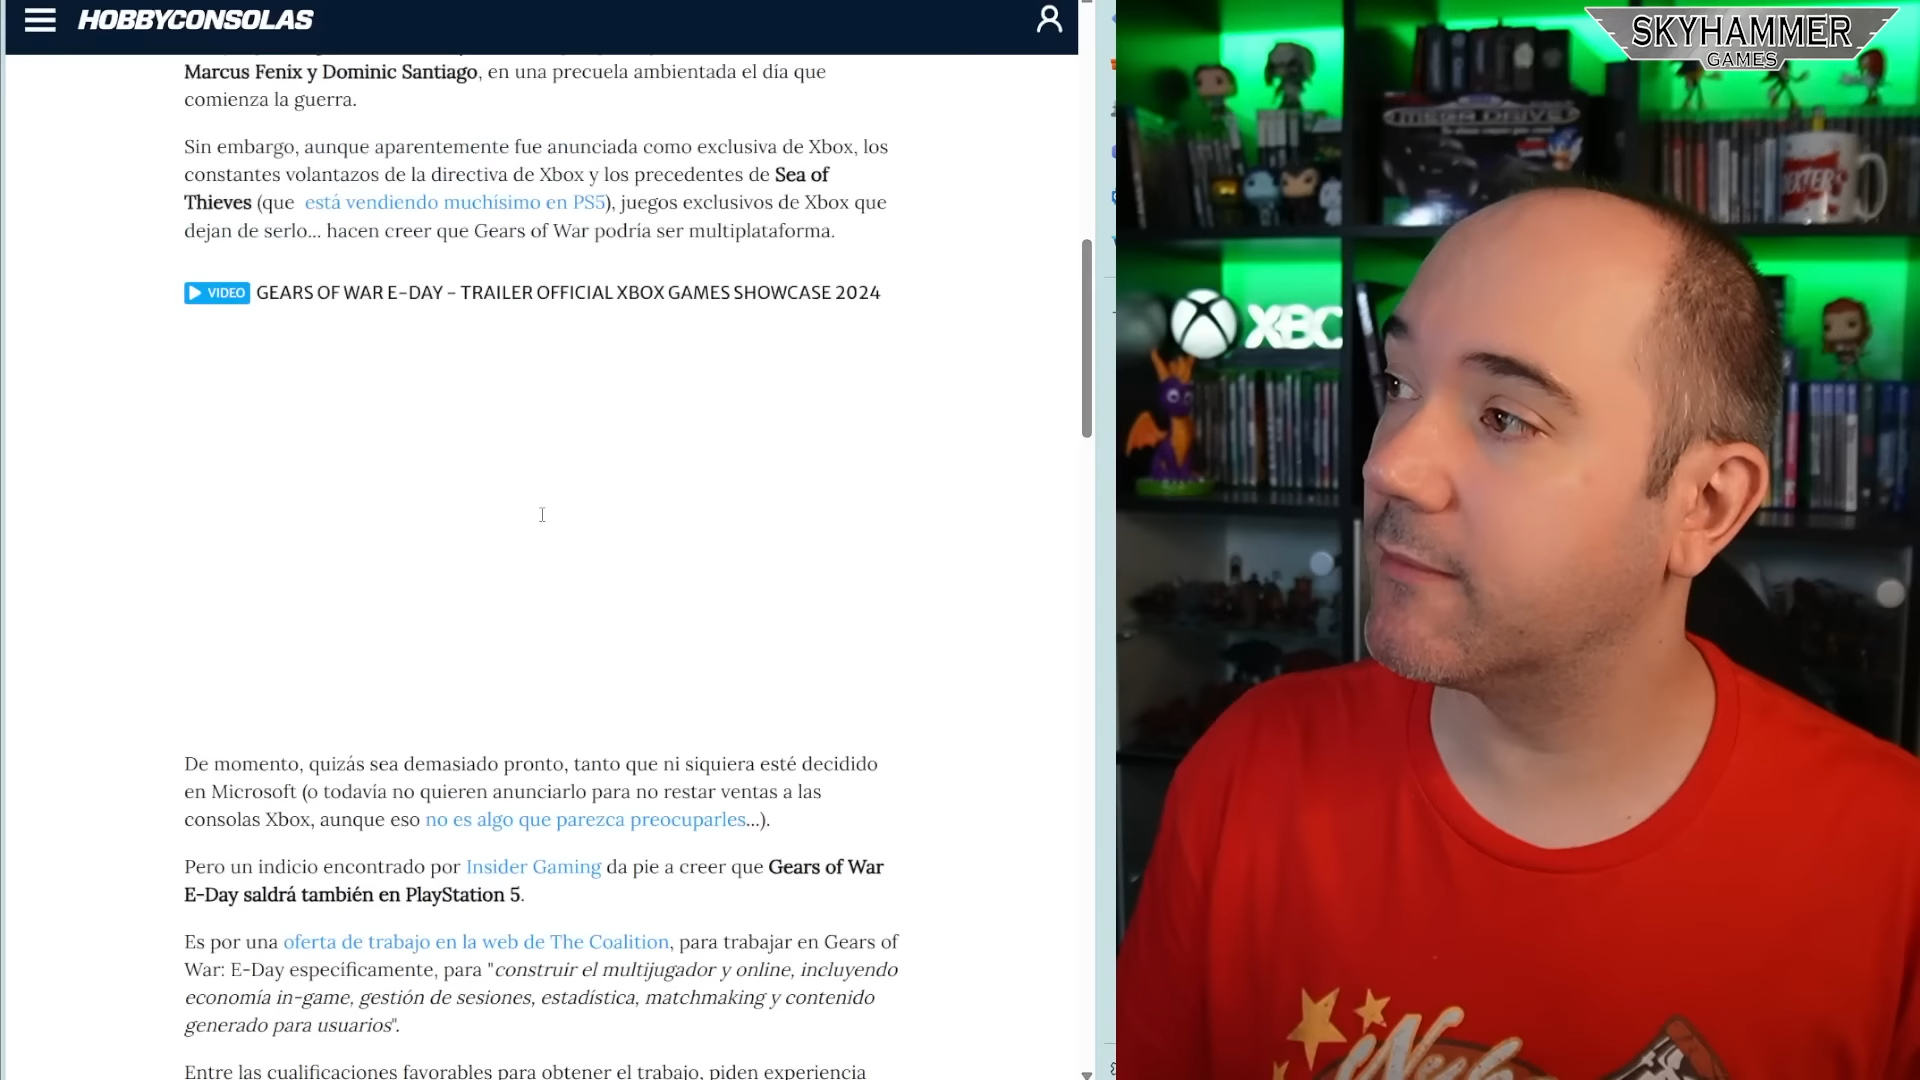 HOBBYCONSOLAS
Marcus Fenix y Dominic Santiago, en una precuela ambientada el día que
comienza la guerra.
Sin embargo, aunque aparentemente fue anunciada como exclusiva de Xbox, los
constantes volantazos de la directiva de Xbox y los precedentes de Sea of
Thieves (que está vendiendo muchísimo en PS5), juegos exclusivos de Xbox que
dejan de serlo... hacen creer que Gears of War podría ser multiplataforma.
VIDEO GEARS OF WAR E-DAY - TRAILER OFFICIAL XBOX GAMES SHOWCASE 2024
De momento, quizás sea demasiado pronto, tanto que ni siquiera esté decidido
en Microsoft (o todavía no quieren anunciarlo para no restar ventas a las
consolas Xbox, aunque eso no es algo que parezca preocuparles...).
Pero un indicio encontrado por Insider Gaming da pie a creer que Gears of War
E-Day saldrá también en PlayStation 5.
Es por una oferta de trabajo en la web de The Coalition, para trabajar en Gears of
War: E-Day específicamente, para "construir el multijugador y online, incluyendo
economía in-game, gestión de sesiones, estadística, matchmaking y contenido
generado para usuarios".
Entre las cualificaciones favorables para obtener el trabajo, piden experiencia
SKYHAMMER
GAMES
MEGA DRIVE
DEXTER
XBO